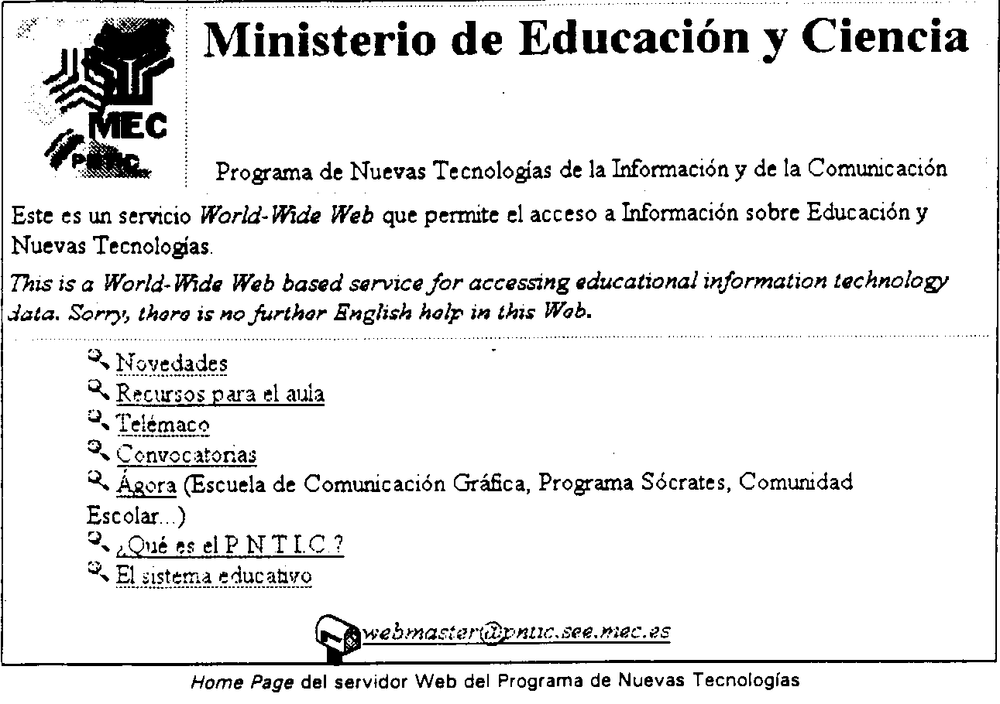 Ministerio de Educación y Ciencia
MEC
PNTIC
Programa de Nuevas Tecnologías de la Información y de la Comunicación
Este es un servicio World-Wide Web que permite el acceso a Información sobre Educación y
Nuevas Tecnologías.
This is a World-Wide Web based service for accessing educational information technology
data. Sorry, there is no further English help in this Web.
Novedades
Recursos para el aula
Telémaco
Convocatorias
Ágora (Escuela de Comunicación Gráfica, Programa Sócrates, Comunidad
Escolar...)
¿Qué es el P.N.T.I.C.?
El sistema educativo
webmaster@pntic.see.mec.es
Home Page del servidor Web del Programa de Nuevas Tecnologías